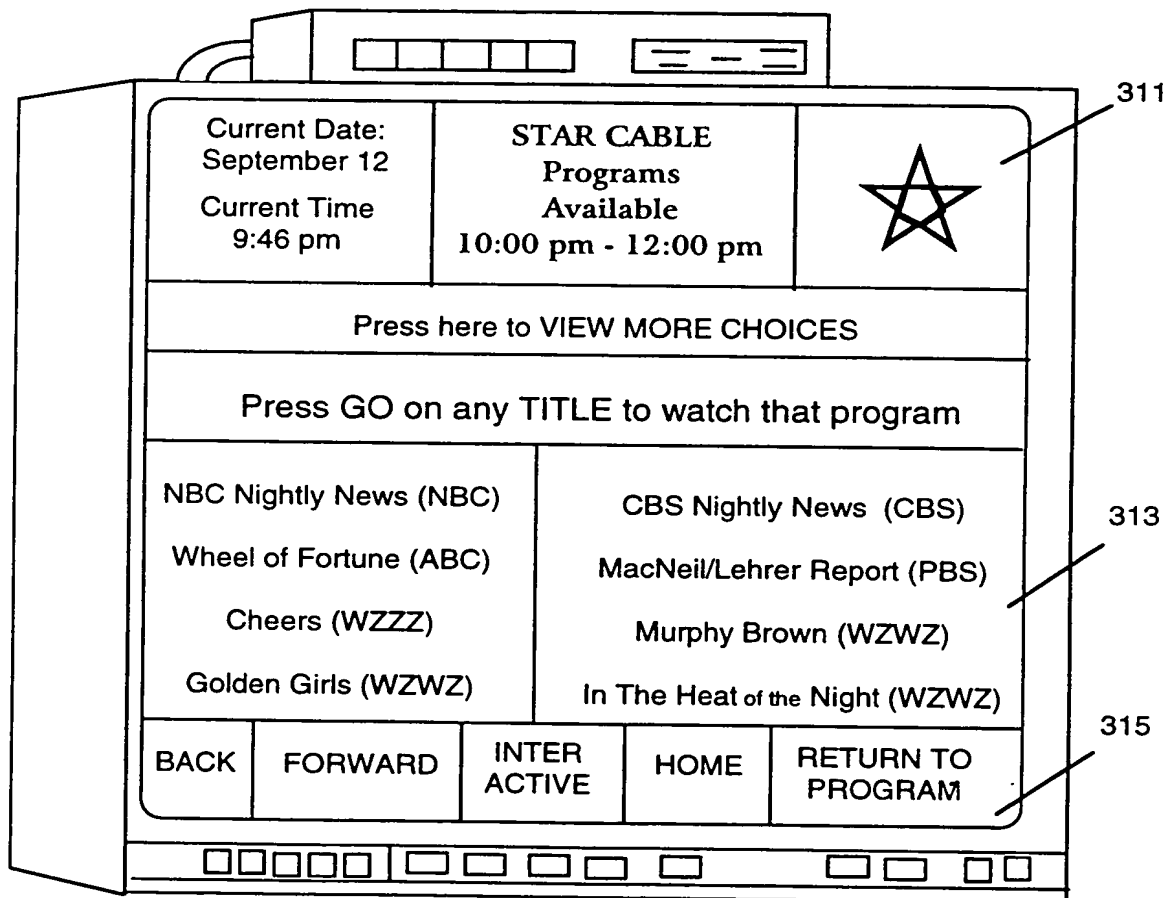 311
Current Date:
September 12
Current Time
9:46 pm
STAR CABLE
Programs
Available
10:00 pm - 12:00 pm
Press here to VIEW MORE CHOICES
Press GO on any TITLE to watch that program
NBC Nightly News (NBC)
Wheel of Fortune (ABC)
Cheers (WZZZ)
Golden Girls (WZWZ)
CBS Nightly News (CBS)
MacNeil/Lehrer Report (PBS)
Murphy Brown (WZWZ)
In The Heat of the Night (WZWZ)
313
BACK
FORWARD
INTER
ACTIVE
HOME
RETURN TO
PROGRAM
315